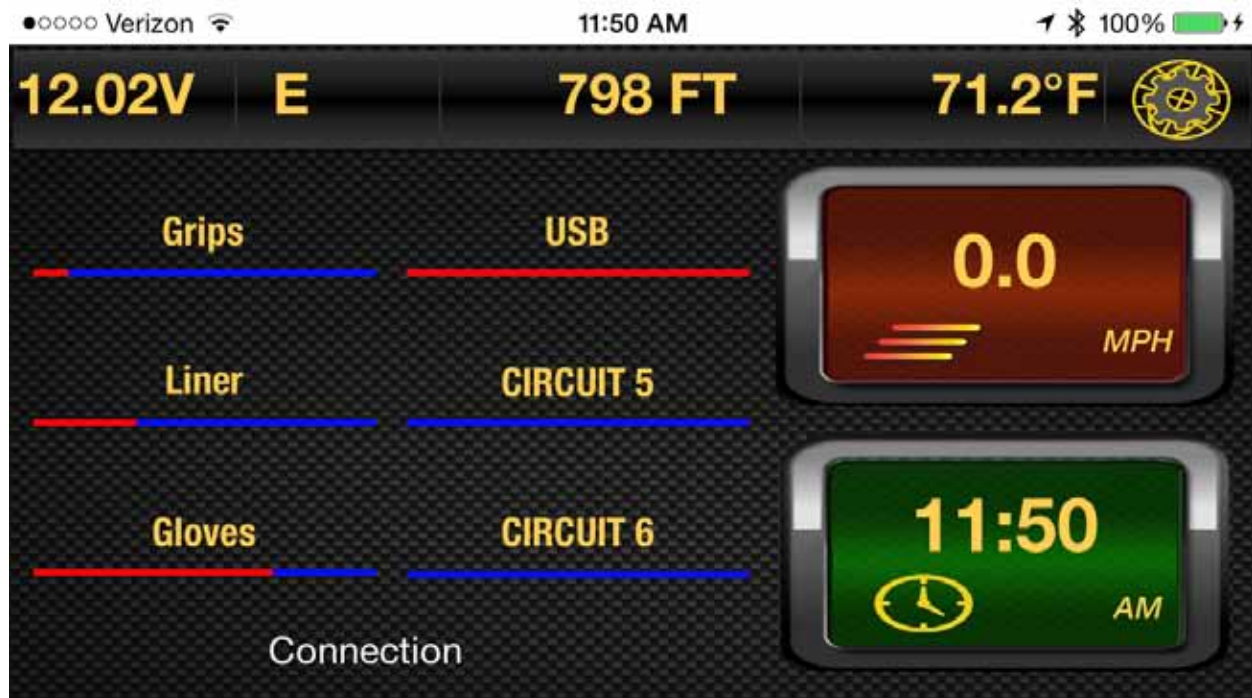 Verizon 11:50 AM 100%
12.02V E 798 FT 71.2°F
Grips USB
0.0
MPH
Liner CIRCUIT 5
Gloves CIRCUIT 6
11:50
AM
Connection